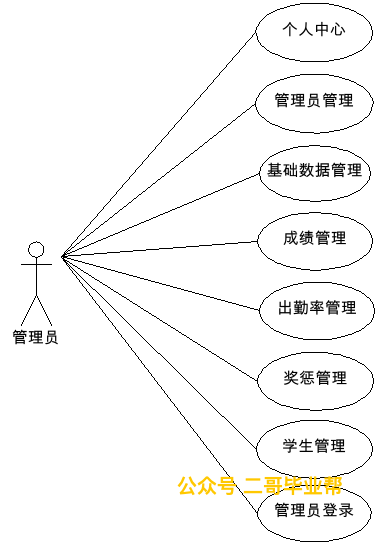 个人中心
管理员管理
基础数据管理
成绩管理
出勤率管理
管理员
奖惩管理
学生管理
公众号 二哥毕业帮
管理员登录